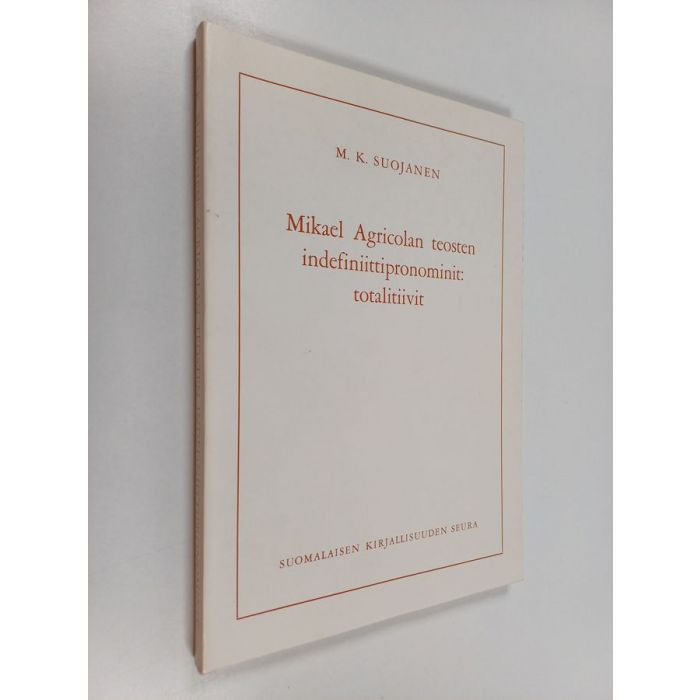 M. K. SUOJANEN
Mikael Agricolan teosten
indefiniittipronominit:
totalitiivit
SUOMALAISEN KIRJALLISUUDEN SEURA